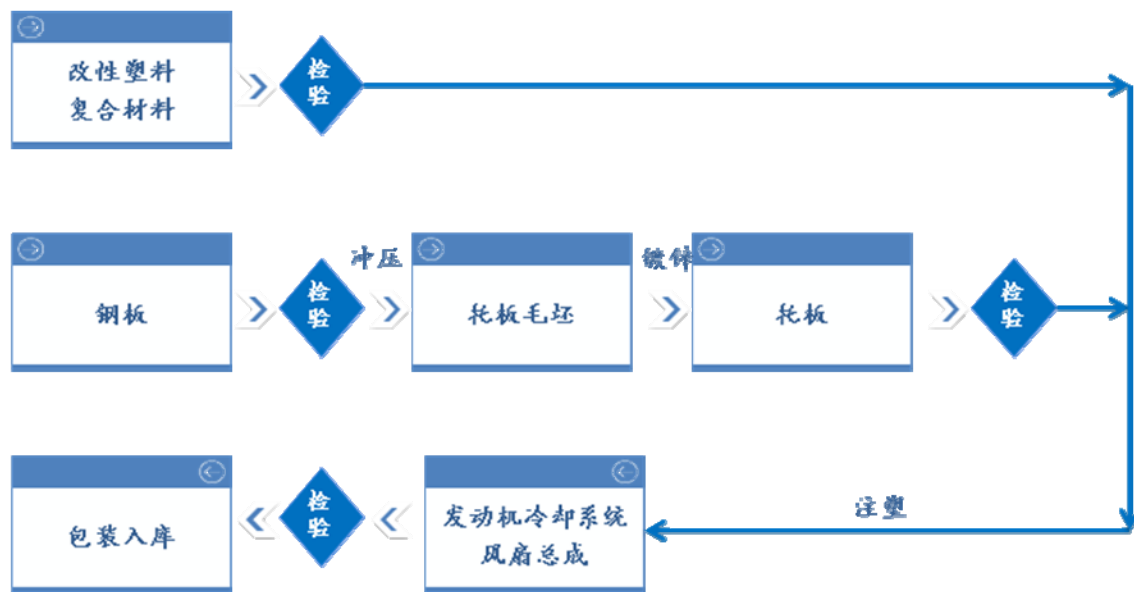 改性塑料
复合材料
检
验
冲压
镀锌
钢板
检
验
托板毛坯
托板
检
验
包装入库
检
验
发动机冷却系统
风扇总成
注塑